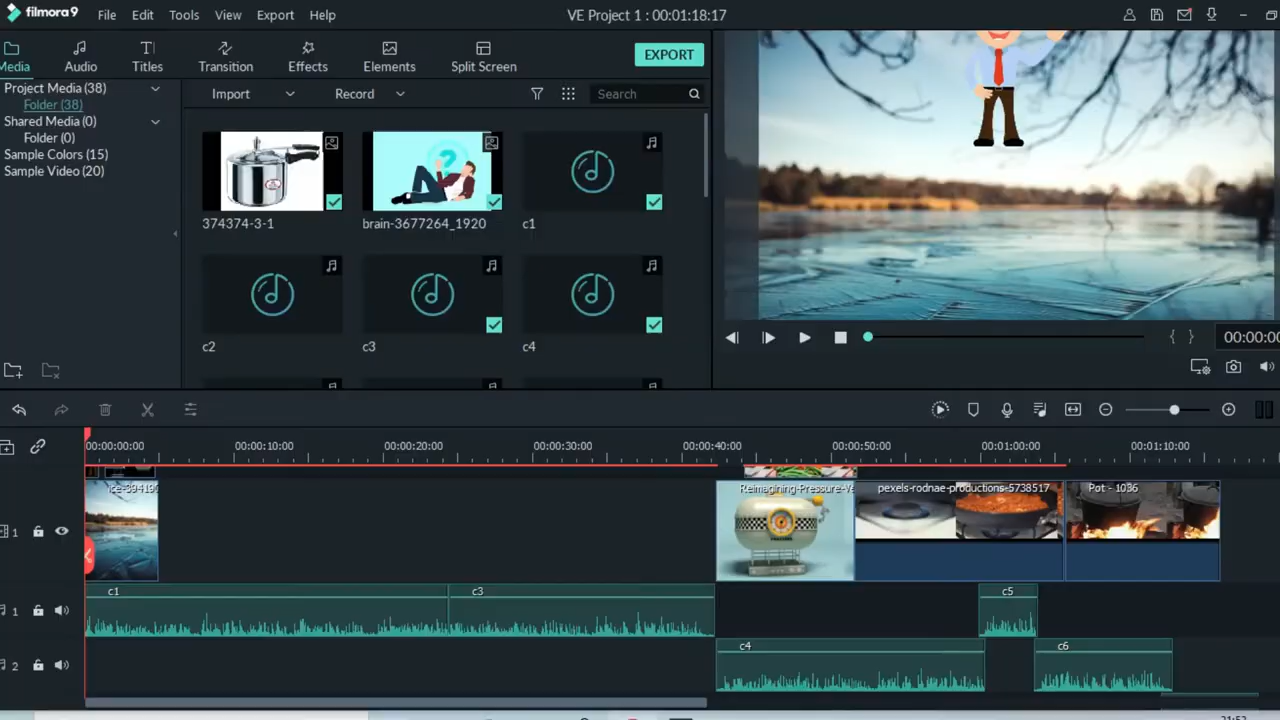 filmora9 File Edit Tools View Export Help VE Project 1 : 00:01:18:17
Media Audio Titles Transition Effects Elements Split Screen EXPORT
Project Media (38)
Folder (38)
Shared Media (0)
Folder (0)
Sample Colors (15)
Sample Video (20)
Import Record Search
374374-3-1 brain-3677264_1920 c1
c2 c3 c4
00:00:00
00:00:00:00 00:00:10:00 00:00:20:00 00:00:30:00 00:00:40:00 00:00:50:00 00:01:00:00 00:01:10:00
Reimagining-Pressure-Ve pexels-rodnae-productions-5738517 Pot - 1036
1
c1 c3 c5
1
c4 c6
2